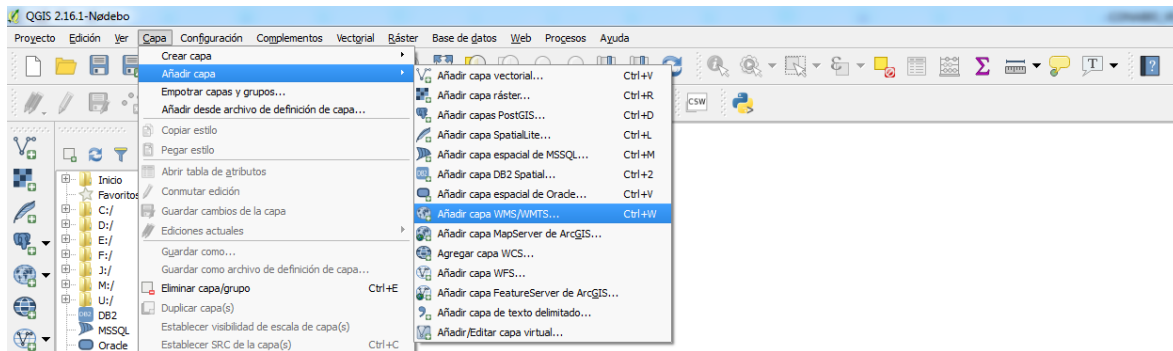 QGIS 2.16.1-Nødebo
Proyecto Edición Ver Capa Configuración Complementos Vectorial Ráster Base de datos Web Procesos Ayuda
Crear capa
Añadir capa
Empotrar capas y grupos...
Añadir desde archivo de definición de capa...
Copiar estilo
Pegar estilo
Abrir tabla de atributos
Conmutar edición
Guardar cambios de la capa
Ediciones actuales
Guardar como...
Guardar como archivo de definición de capa...
Eliminar capa/grupo Ctrl+E
Duplicar capa(s)
Establecer visibilidad de escala de capa(s)
Establecer SRC de la capa(s) Ctrl+C
Añadir capa vectorial... Ctrl+V
Añadir capa ráster... Ctrl+R
Añadir capas PostGIS... Ctrl+D
Añadir capa SpatiaLite... Ctrl+L
Añadir capa espacial de MSSQL... Ctrl+M
Añadir capa DB2 Spatial... Ctrl+2
Añadir capa espacial de Oracle... Ctrl+V
Añadir capa WMS/WMTS... Ctrl+W
Añadir capa MapServer de ArcGIS...
Agregar capa WCS...
Añadir capa WFS...
Añadir capa FeatureServer de ArcGIS...
Añadir capa de texto delimitado...
Añadir/Editar capa virtual...
CSW
T
Inicio
Favoritos
C:/
D:/
E:/
F:/
J:/
M:/
U:/
DB2 DB2
MSSQL
Oracle